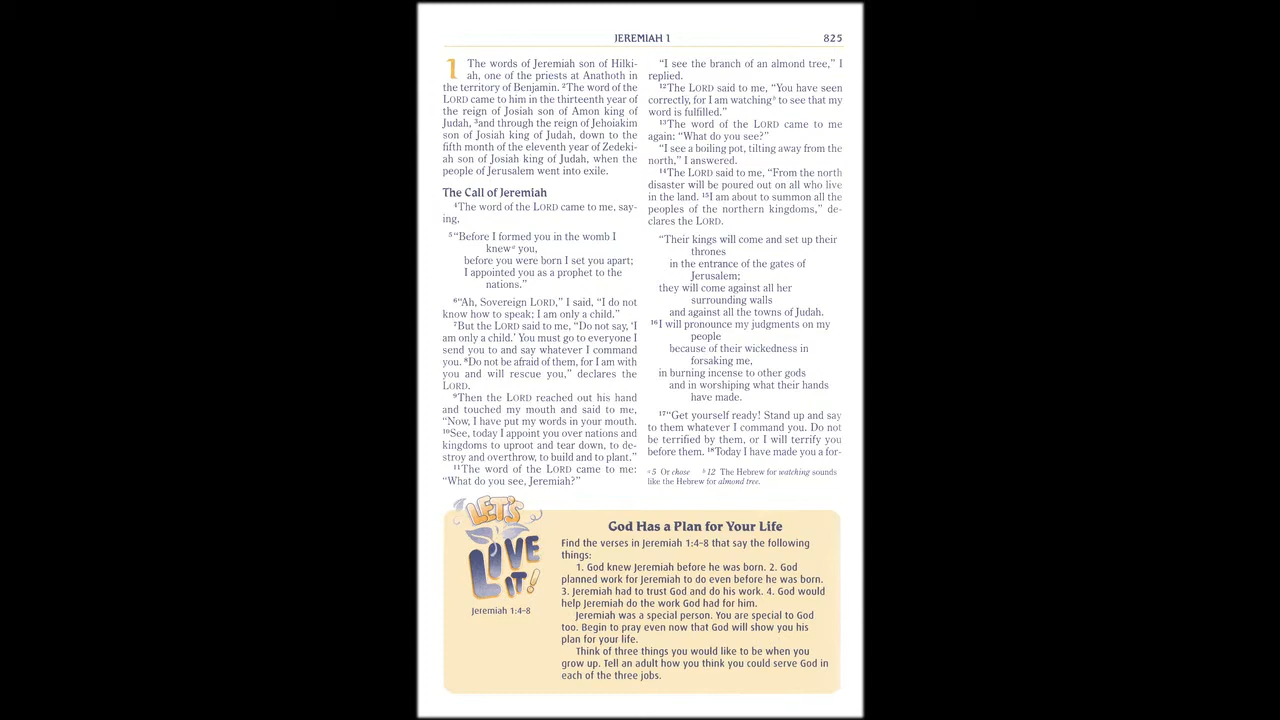 JEREMIAH 1
825
1 The words of Jeremiah son of Hilki-
ah, one of the priests at Anathoth in
the territory of Benjamin. ²The word of the
LORD came to him in the thirteenth year of
the reign of Josiah son of Amon king of
Judah, ³and through the reign of Jehoiakim
son of Josiah king of Judah, down to the
fifth month of the eleventh year of Zedeki-
ah son of Josiah king of Judah, when the
people of Jerusalem went into exile.
The Call of Jeremiah
⁴The word of the LORD came to me, say-
ing,
⁵“Before I formed you in the womb I
knewᵃ you,
before you were born I set you apart;
I appointed you as a prophet to the
nations.”
⁶“Ah, Sovereign LORD,” I said, “I do not
know how to speak; I am only a child.”
⁷But the LORD said to me, “Do not say, ‘I
am only a child.’ You must go to everyone I
send you to and say whatever I command
you. ⁸Do not be afraid of them, for I am with
you and will rescue you,” declares the
LORD.
⁹Then the LORD reached out his hand
and touched my mouth and said to me,
“Now, I have put my words in your mouth.
¹⁰See, today I appoint you over nations and
kingdoms to uproot and tear down, to de-
stroy and overthrow, to build and to plant.”
¹¹The word of the LORD came to me:
“What do you see, Jeremiah?”
“I see the branch of an almond tree,” I
replied.
¹²The LORD said to me, “You have seen
correctly, for I am watchingᵇ to see that my
word is fulfilled.”
¹³The word of the LORD came to me
again: “What do you see?”
“I see a boiling pot, tilting away from the
north,” I answered.
¹⁴The LORD said to me, “From the north
disaster will be poured out on all who live
in the land. ¹⁵I am about to summon all the
peoples of the northern kingdoms,” de-
clares the LORD.
“Their kings will come and set up their
thrones
in the entrance of the gates of
Jerusalem;
they will come against all her
surrounding walls
and against all the towns of Judah.
¹⁶I will pronounce my judgments on my
people
because of their wickedness in
forsaking me,
in burning incense to other gods
and in worshiping what their hands
have made.
¹⁷“Get yourself ready! Stand up and say
to them whatever I command you. Do not
be terrified by them, or I will terrify you
before them. ¹⁸Today I have made you a for-
ᵃ5 Or chose ᵇ12 The Hebrew for watching sounds
like the Hebrew for almond tree.
LET'S
LIVE
IT!
Jeremiah 1:4–8
God Has a Plan for Your Life
Find the verses in Jeremiah 1:4–8 that say the following
things:
1. God knew Jeremiah before he was born. 2. God
planned work for Jeremiah to do even before he was born.
3. Jeremiah had to trust God and do his work. 4. God would
help Jeremiah do the work God had for him.
Jeremiah was a special person. You are special to God
too. Begin to pray even now that God will show you his
plan for your life.
Think of three things you would like to be when you
grow up. Tell an adult how you think you could serve God in
each of the three jobs.